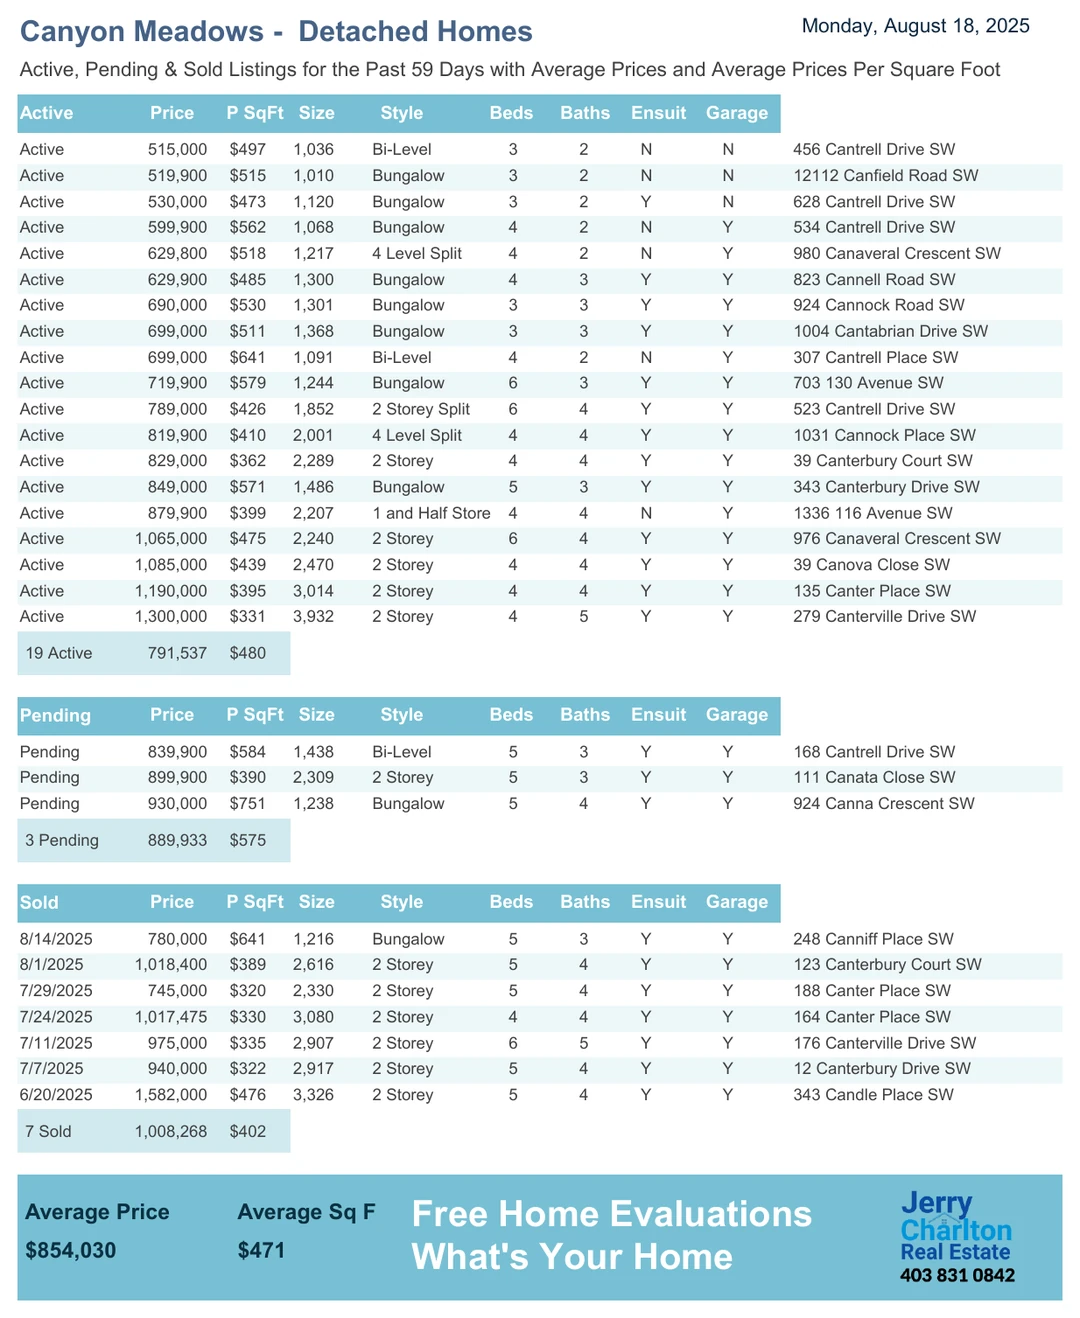 Canyon Meadows - Detached Homes
Monday, August 18, 2025
Active, Pending & Sold Listings for the Past 59 Days with Average Prices and Average Prices Per Square Foot
Active Price P SqFt Size Style Beds Baths Ensuit Garage
Active 515,000 $497 1,036 Bi-Level 3 2 N N 456 Cantrell Drive SW
Active 519,900 $515 1,010 Bungalow 3 2 N N 12112 Canfield Road SW
Active 530,000 $473 1,120 Bungalow 3 2 Y N 628 Cantrell Drive SW
Active 599,900 $562 1,068 Bungalow 4 2 N Y 534 Cantrell Drive SW
Active 629,800 $518 1,217 4 Level Split 4 2 N Y 980 Canaveral Crescent SW
Active 629,900 $485 1,300 Bungalow 4 3 Y Y 823 Cannell Road SW
Active 690,000 $530 1,301 Bungalow 3 3 Y Y 924 Cannock Road SW
Active 699,000 $511 1,368 Bungalow 3 3 Y Y 1004 Cantabrian Drive SW
Active 699,000 $641 1,091 Bi-Level 4 2 N Y 307 Cantrell Place SW
Active 719,900 $579 1,244 Bungalow 6 3 Y Y 703 130 Avenue SW
Active 789,000 $426 1,852 2 Storey Split 6 4 Y Y 523 Cantrell Drive SW
Active 819,900 $410 2,001 4 Level Split 4 4 Y Y 1031 Cannock Place SW
Active 829,000 $362 2,289 2 Storey 4 4 Y Y 39 Canterbury Court SW
Active 849,000 $571 1,486 Bungalow 5 3 Y Y 343 Canterbury Drive SW
Active 879,900 $399 2,207 1 and Half Store 4 4 N Y 1336 116 Avenue SW
Active 1,065,000 $475 2,240 2 Storey 6 4 Y Y 976 Canaveral Crescent SW
Active 1,085,000 $439 2,470 2 Storey 4 4 Y Y 39 Canova Close SW
Active 1,190,000 $395 3,014 2 Storey 4 4 Y Y 135 Canter Place SW
Active 1,300,000 $331 3,932 2 Storey 4 5 Y Y 279 Canterville Drive SW
19 Active 791,537 $480
Pending Price P SqFt Size Style Beds Baths Ensuit Garage
Pending 839,900 $584 1,438 Bi-Level 5 3 Y Y 168 Cantrell Drive SW
Pending 899,900 $390 2,309 2 Storey 5 3 Y Y 111 Canata Close SW
Pending 930,000 $751 1,238 Bungalow 5 4 Y Y 924 Canna Crescent SW
3 Pending 889,933 $575
Sold Price P SqFt Size Style Beds Baths Ensuit Garage
8/14/2025 780,000 $641 1,216 Bungalow 5 3 Y Y 248 Canniff Place SW
8/1/2025 1,018,400 $389 2,616 2 Storey 5 4 Y Y 123 Canterbury Court SW
7/29/2025 745,000 $320 2,330 2 Storey 5 4 Y Y 188 Canter Place SW
7/24/2025 1,017,475 $330 3,080 2 Storey 4 4 Y Y 164 Canter Place SW
7/11/2025 975,000 $335 2,907 2 Storey 6 5 Y Y 176 Canterville Drive SW
7/7/2025 940,000 $322 2,917 2 Storey 5 4 Y Y 12 Canterbury Drive SW
6/20/2025 1,582,000 $476 3,326 2 Storey 5 4 Y Y 343 Candle Place SW
7 Sold 1,008,268 $402
Average Price Average Sq F
$854,030 $471
Free Home Evaluations
What's Your Home
Jerry
Charlton
Real Estate
403 831 0842